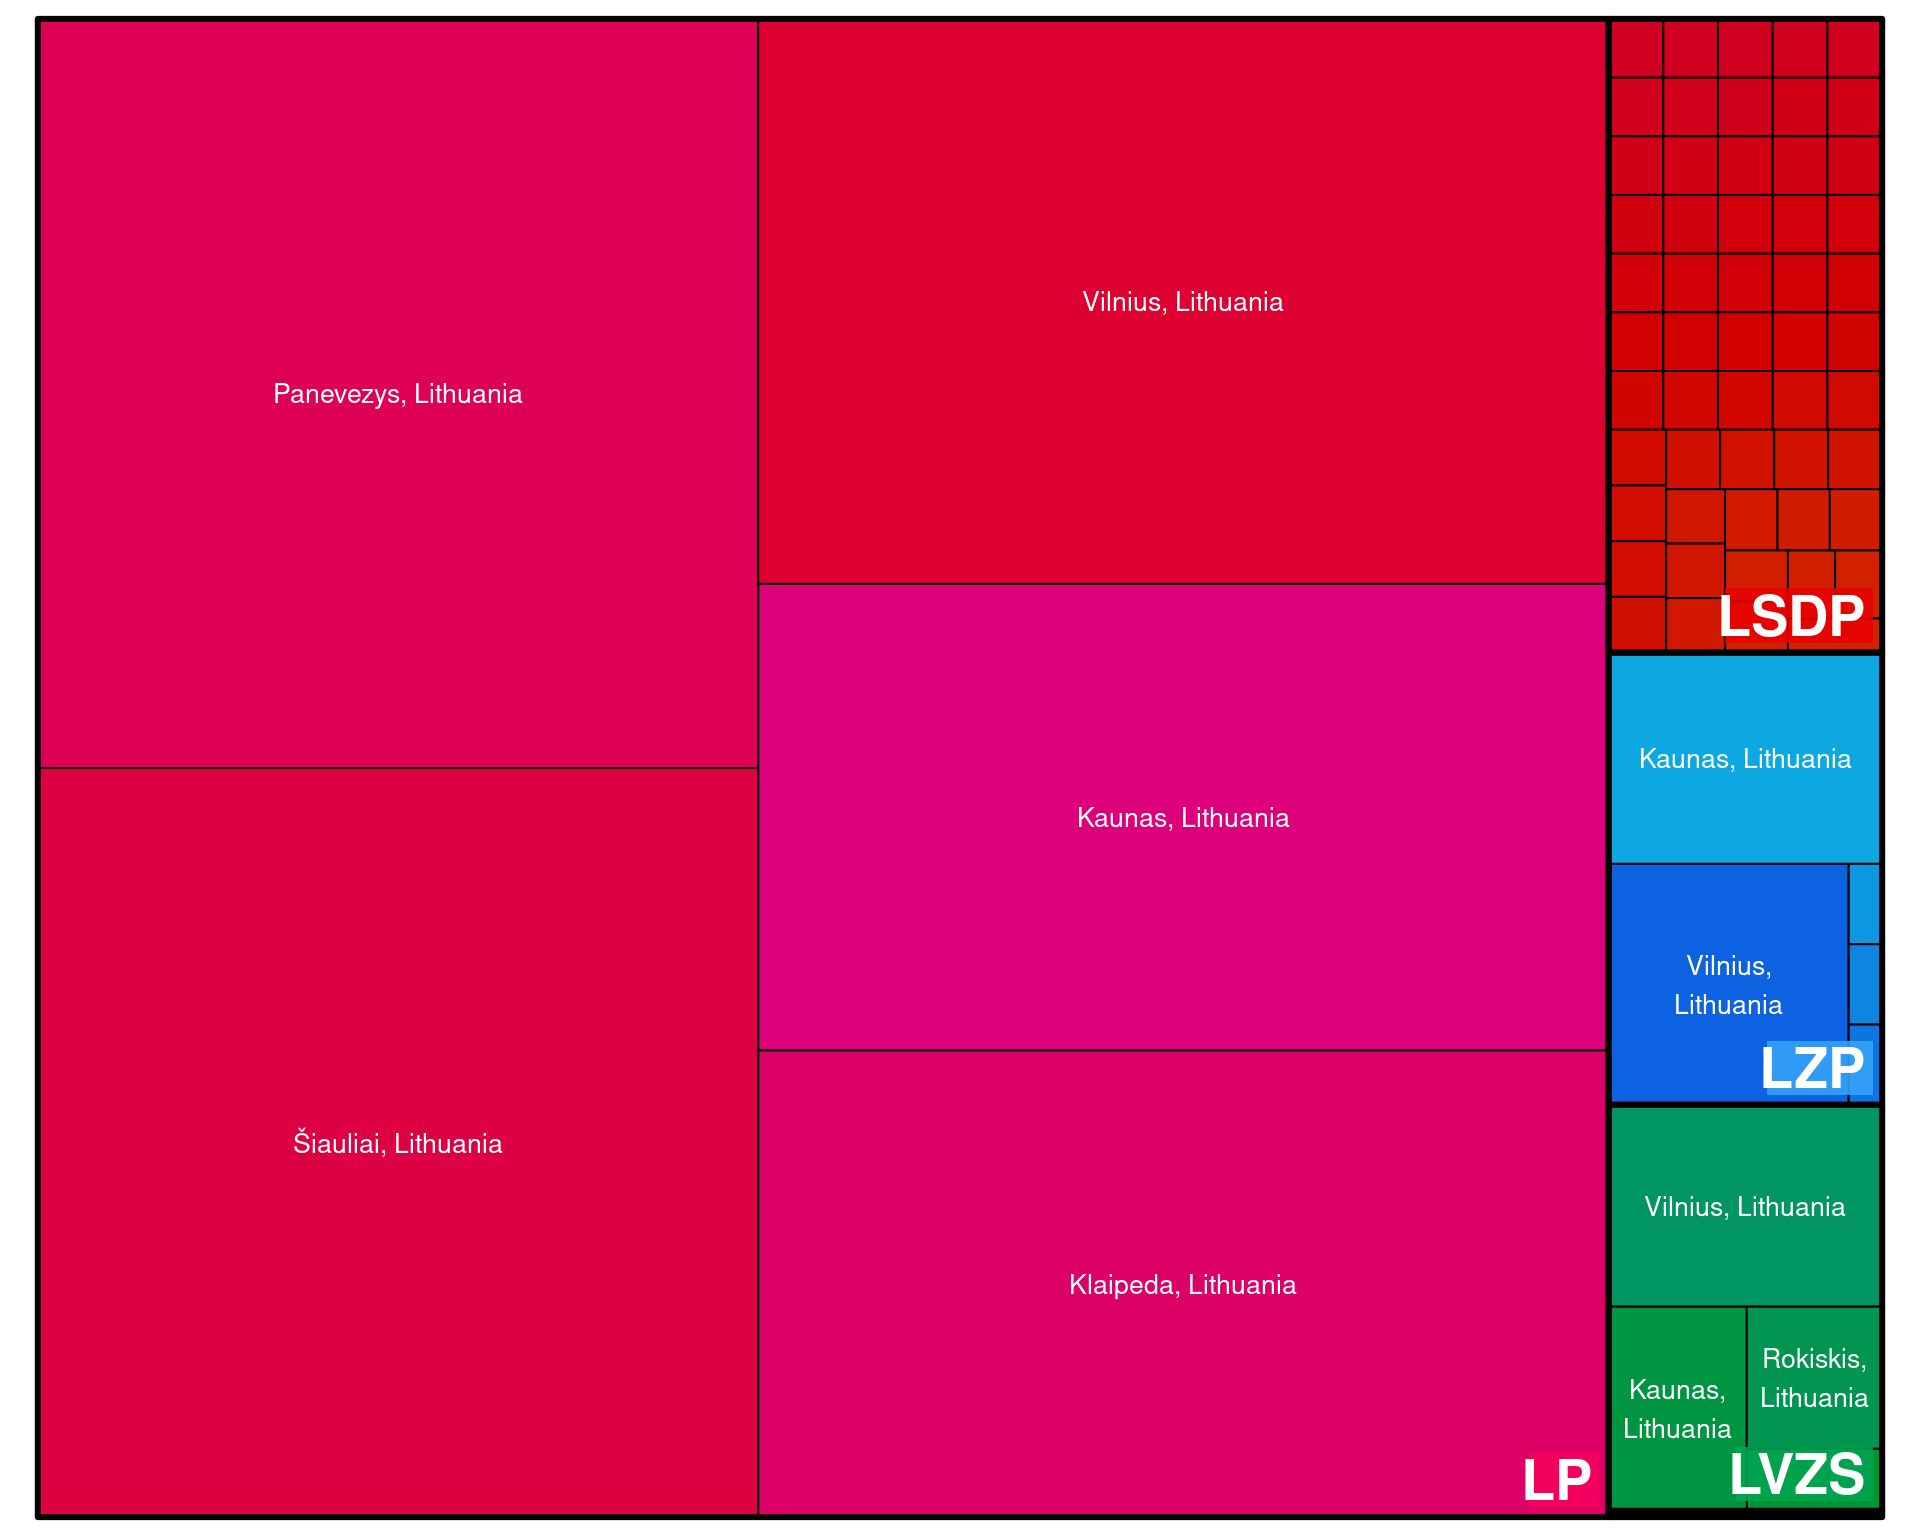 Panevezys, Lithuania
Šiauliai, Lithuania
Vilnius, Lithuania
Kaunas, Lithuania
Klaipeda, Lithuania
LP
LSDP
Kaunas, Lithuania
Vilnius,
Lithuania
LZP
Vilnius, Lithuania
Kaunas,
Lithuania
Rokiskis,
Lithuania
LVZS